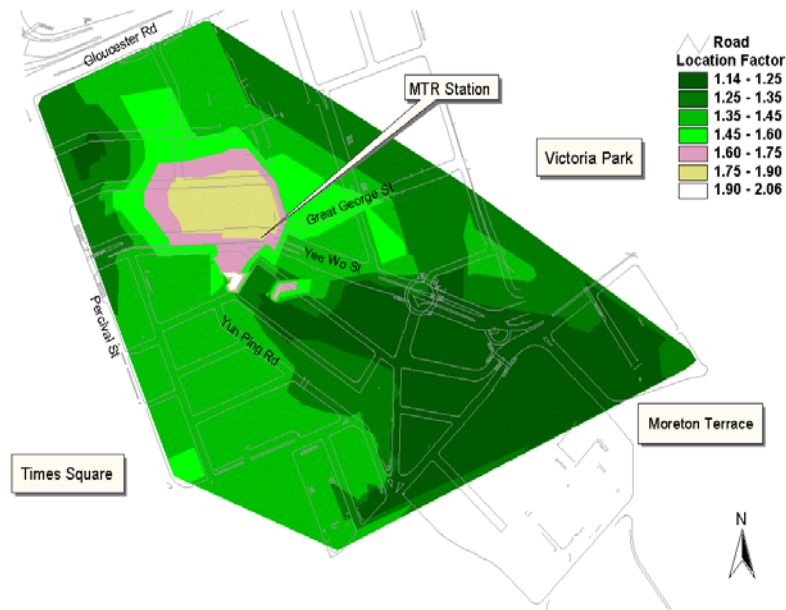 Gloucester Rd
Road
Location Factor
1.14 - 1.25
1.25 - 1.35
1.35 - 1.45
1.45 - 1.60
1.60 - 1.75
1.75 - 1.90
1.90 - 2.06
MTR Station
Victoria Park
Great George St
Yee Wo St
Percival St
Yun Ping Rd
Moreton Terrace
Times Square
N